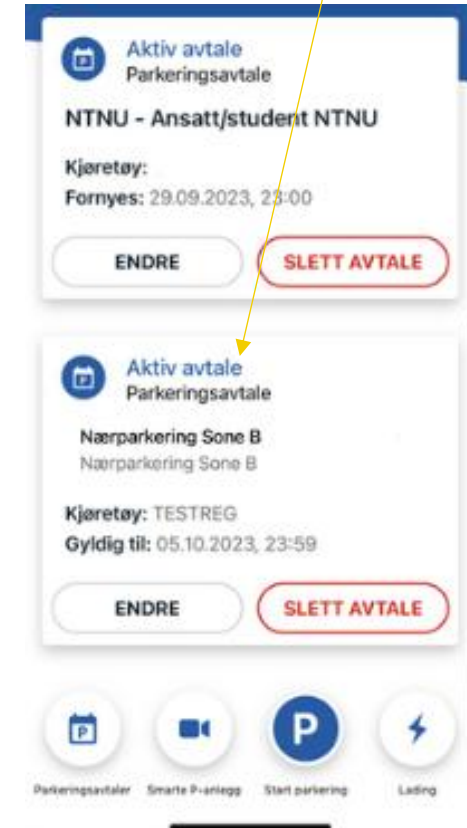 Aktiv avtale
Parkeringsavtale
NTNU - Ansatt/student NTNU
Kjøretøy:
Fornyes: 29.09.2023, 23:00
ENDRE
SLETT AVTALE
Aktiv avtale
Parkeringsavtale
Nærparkering Sone B
Nærparkering Sone B
Kjøretøy: TESTREG
Gyldig til: 05.10.2023, 23:59
ENDRE
SLETT AVTALE
P
P
Parkeringsavtaler
Smarte P-anlegg
Start parkering
Lading